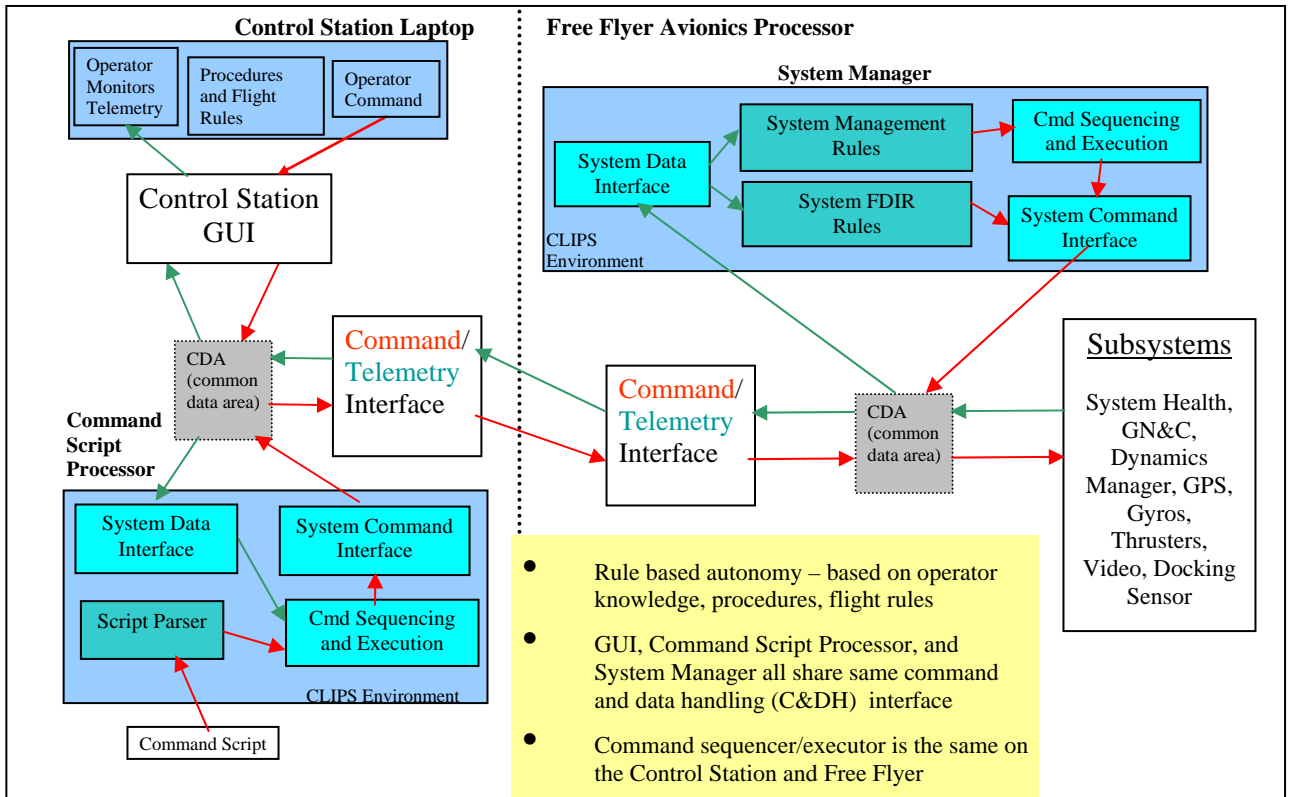 Control Station Laptop
Free Flyer Avionics Processor
Operator
Monitors
Telemetry
Procedures
and Flight
Rules
Operator
Command
Control Station
GUI
CDA
(common
data area)
Command/
Telemetry
Interface
Command
Script
Processor
System Data
Interface
System Command
Interface
Script Parser
Cmd Sequencing
and Execution
CLIPS Environment
Command Script
System Manager
System Data
Interface
System Management
Rules
System FDIR
Rules
Cmd Sequencing
and Execution
System Command
Interface
CLIPS
Environment
Command/
Telemetry
Interface
CDA
(common
data area)
Subsystems
System Health,
GN&C,
Dynamics
Manager, GPS,
Gyros,
Thrusters,
Video, Docking
Sensor
• Rule based autonomy – based on operator
knowledge, procedures, flight rules
• GUI, Command Script Processor, and
System Manager all share same command
and data handling (C&DH) interface
• Command sequencer/executor is the same on
the Control Station and Free Flyer